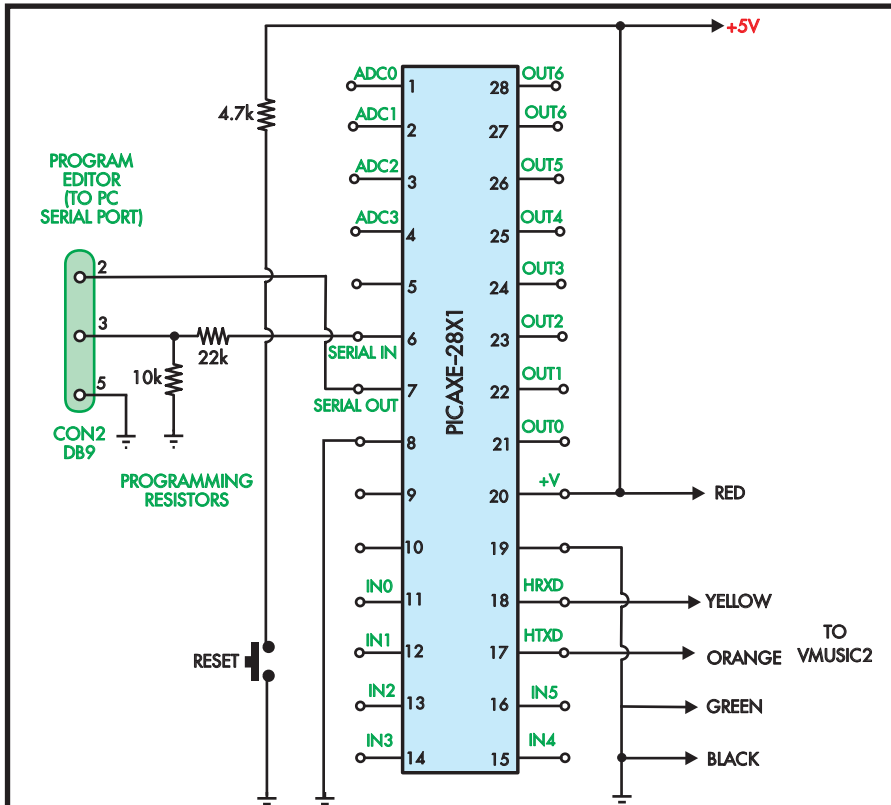 +5V
4.7k
PROGRAM
EDITOR
(TO PC
SERIAL PORT)
2
3
5
22k
10k
CON2
DB9
PROGRAMMING
RESISTORS
RESET
ADC0
1
ADC1
2
ADC2
3
ADC3
4
5
6
SERIAL IN
7
SERIAL OUT
8
9
10
IN0
11
IN1
12
IN2
13
IN3
14
PICAXE-28X1
OUT6
28
OUT6
27
OUT5
26
OUT4
25
OUT3
24
OUT2
23
OUT1
22
OUT0
21
+V
20
19
HRXD
18
HTXD
17
IN5
16
IN4
15
RED
YELLOW
ORANGE
GREEN
BLACK
TO
VMUSIC2